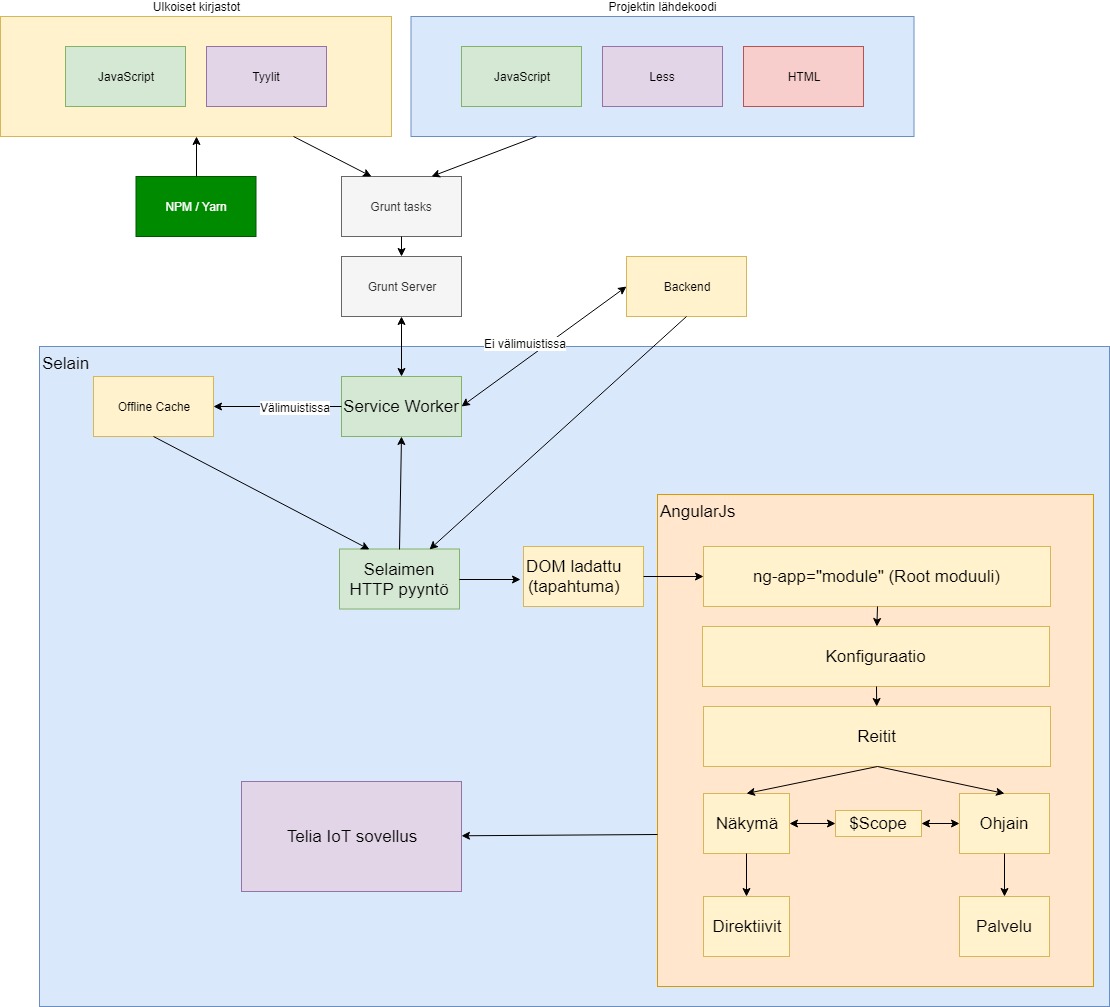 Ulkoiset kirjastot
Projektin lähdekoodi
JavaScript
Tyylit
JavaScript
Less
HTML
NPM / Yarn
Grunt tasks
Grunt Server
Backend
Ei välimuistissa
Selain
Offline Cache
Välimuistissa
Service Worker
AngularJs
Selaimen
HTTP pyyntö
DOM ladattu
(tapahtuma)
ng-app="module" (Root moduuli)
Konfiguraatio
Reitit
Näkymä
$Scope
Ohjain
Telia IoT sovellus
Direktiivit
Palvelu